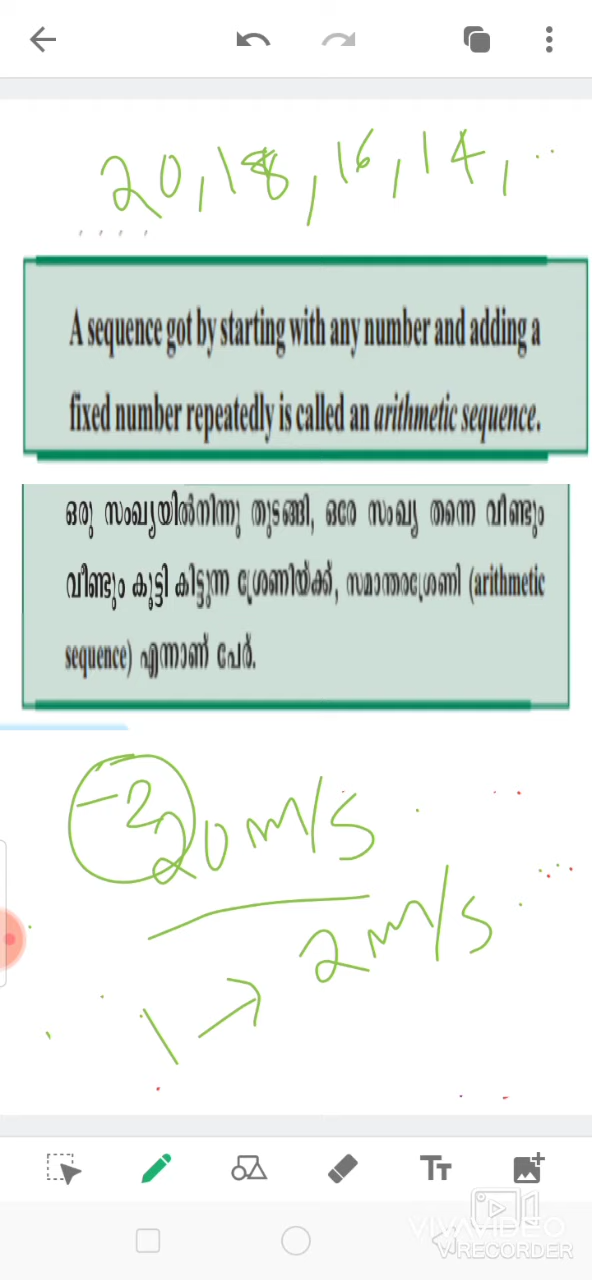 20, 18, 16, 14, ..
A sequence got by starting with any number and adding a
fixed number repeatedly is called an arithmetic sequence.
ഒരു സംഖ്യയിൽനിന്നു തുടങ്ങി, ഒരേ സംഖ്യ തന്നെ വീണ്ടും
വീണ്ടും കൂട്ടി കിട്ടുന്ന ശ്രേണിയ്ക്ക്, സമാന്തരശ്രേണി (arithmetic
sequence) എന്നാണ് പേര്.
-2
20 m/s
1 → 2 m/s
TT
VIVAVIDEO
V!RECORDER